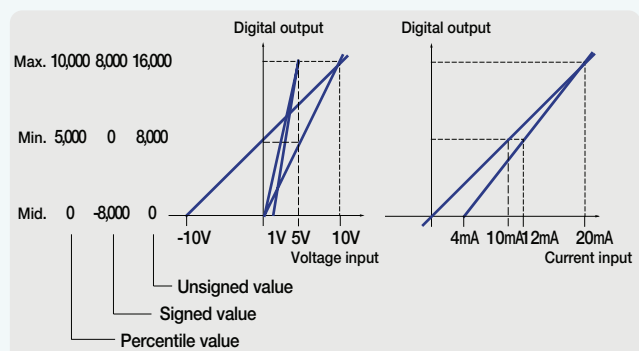 Digital output Digital output
Max. 10,000 8,000 16,000
Min. 5,000 0 8,000
Mid. 0 -8,000 0
-10V 1V 5V 10V 4mA 10mA 12mA 20mA
Voltage input Current input
Unsigned value
Signed value
Percentile value